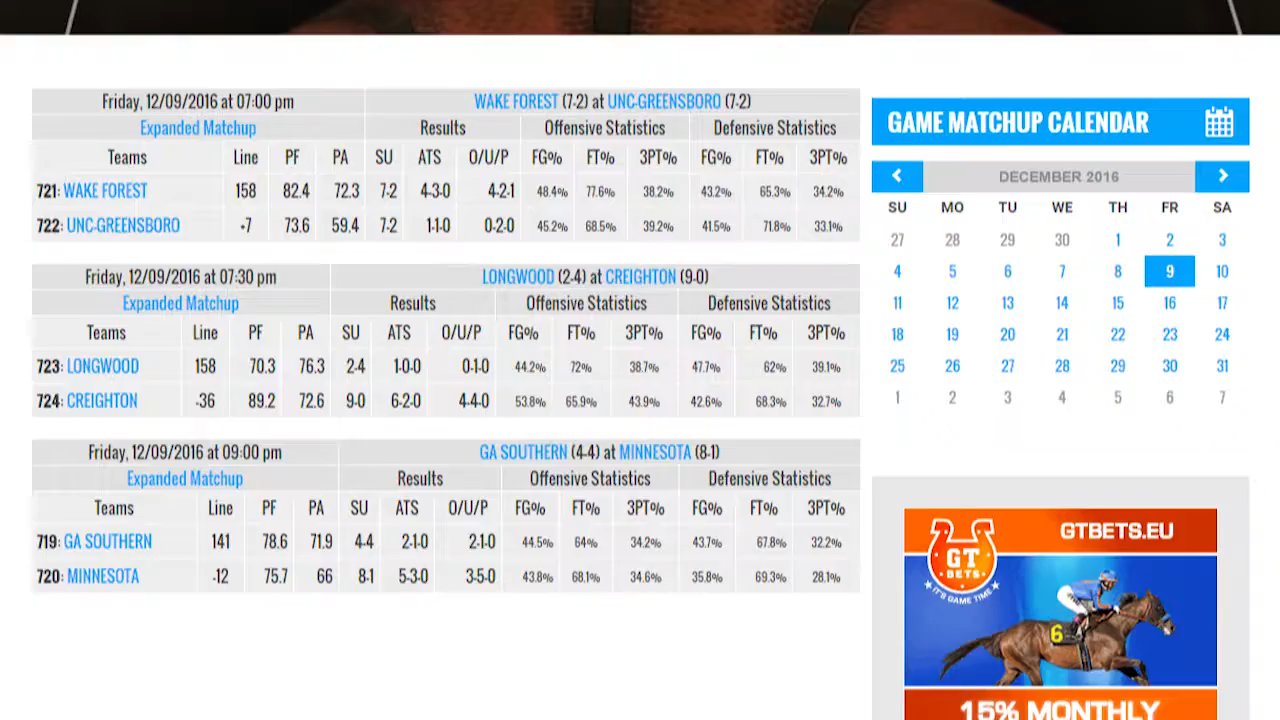 Friday, 12/09/2016 at 07:00 pm WAKE FOREST (7-2) at UNC-GREENSBORO (7-2)
Expanded Matchup Results Offensive Statistics Defensive Statistics
Teams Line PF PA SU ATS O/U/P FG% FT% 3PT% FG% FT% 3PT%
721: WAKE FOREST 158 82.4 72.3 7-2 4-3-0 4-2-1 48.4% 77.6% 38.2% 43.2% 65.3% 34.2%
722: UNC-GREENSBORO -7 73.6 59.4 7-2 1-1-0 0-2-0 45.2% 68.5% 39.2% 41.5% 71.8% 33.1%
Friday, 12/09/2016 at 07:30 pm LONGWOOD (2-4) at CREIGHTON (9-0)
Expanded Matchup Results Offensive Statistics Defensive Statistics
Teams Line PF PA SU ATS O/U/P FG% FT% 3PT% FG% FT% 3PT%
723: LONGWOOD 158 70.3 76.3 2-4 1-0-0 0-1-0 44.2% 72% 38.7% 47.7% 62% 39.1%
724: CREIGHTON -36 89.2 72.6 9-0 6-2-0 4-4-0 53.8% 65.9% 43.9% 42.6% 68.3% 32.7%
Friday, 12/09/2016 at 09:00 pm GA SOUTHERN (4-4) at MINNESOTA (8-1)
Expanded Matchup Results Offensive Statistics Defensive Statistics
Teams Line PF PA SU ATS O/U/P FG% FT% 3PT% FG% FT% 3PT%
719: GA SOUTHERN 141 78.6 71.9 4-4 2-1-0 2-1-0 44.5% 64% 34.2% 43.7% 67.8% 32.2%
720: MINNESOTA -12 75.7 66 8-1 5-3-0 3-5-0 43.8% 68.1% 34.6% 35.8% 69.3% 28.1%
GAME MATCHUP CALENDAR
DECEMBER 2016
SU MO TU WE TH FR SA
27 28 29 30 1 2 3
4 5 6 7 8 9 10
11 12 13 14 15 16 17
18 19 20 21 22 23 24
25 26 27 28 29 30 31
1 2 3 4 5 6 7
GTBETS.EU
GT
BETS
IT'S GAME TIME
6
15% MONTHLY